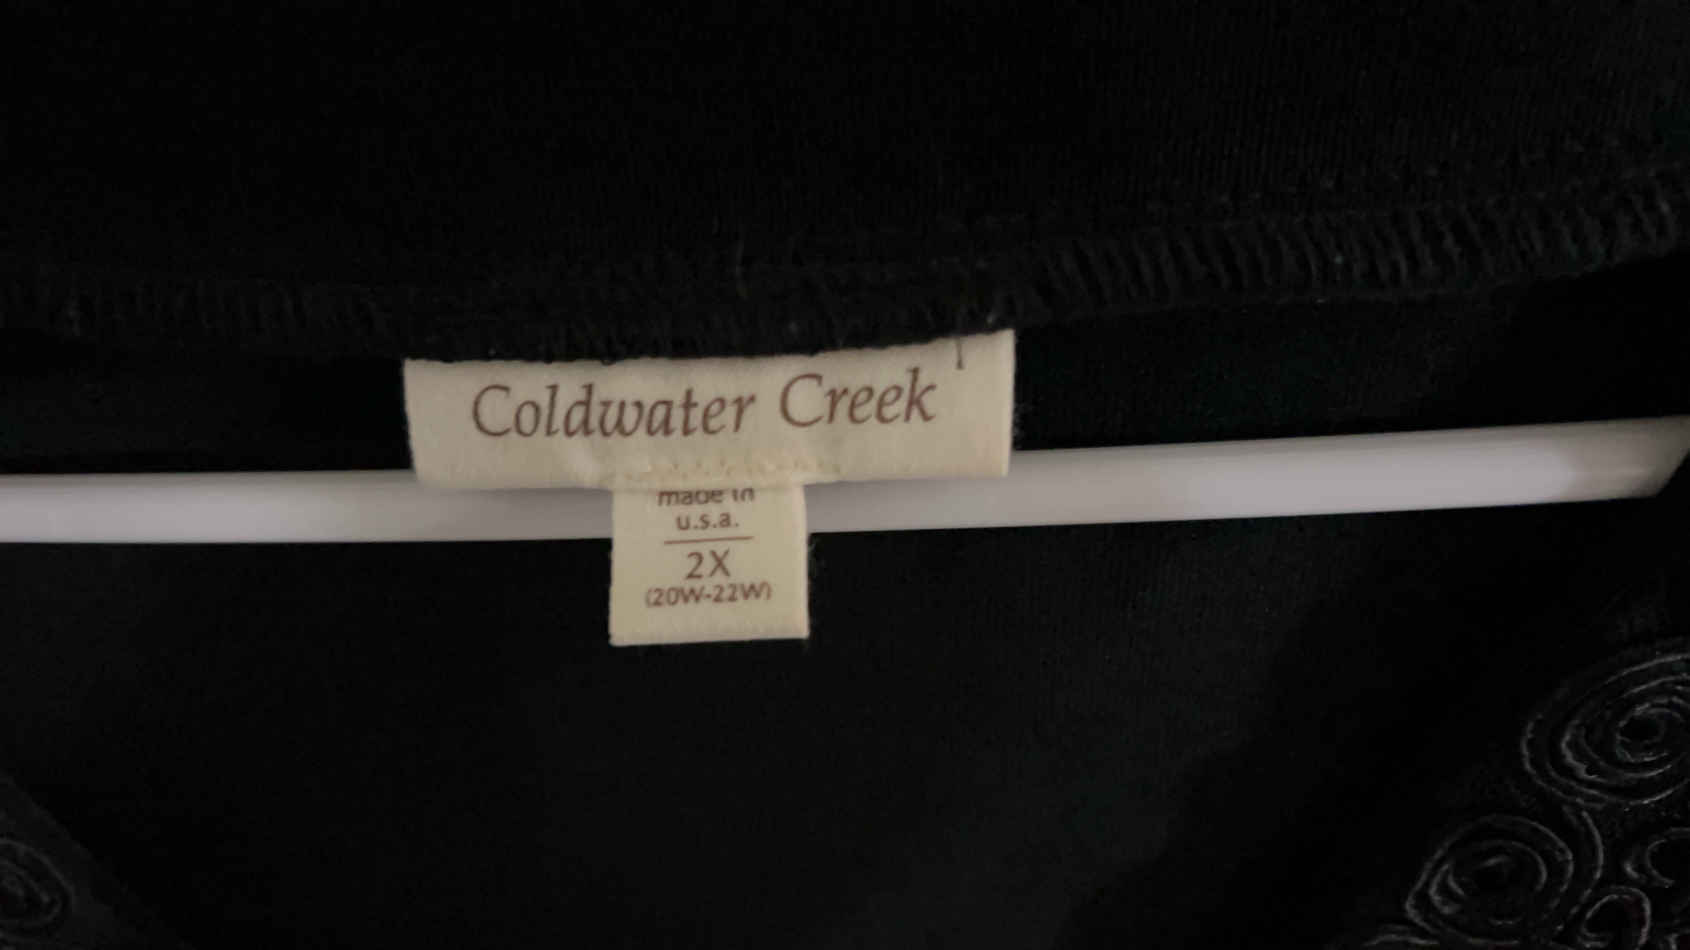 Coldwater Creek
made in
u.s.a.
2X
(20W-22W)